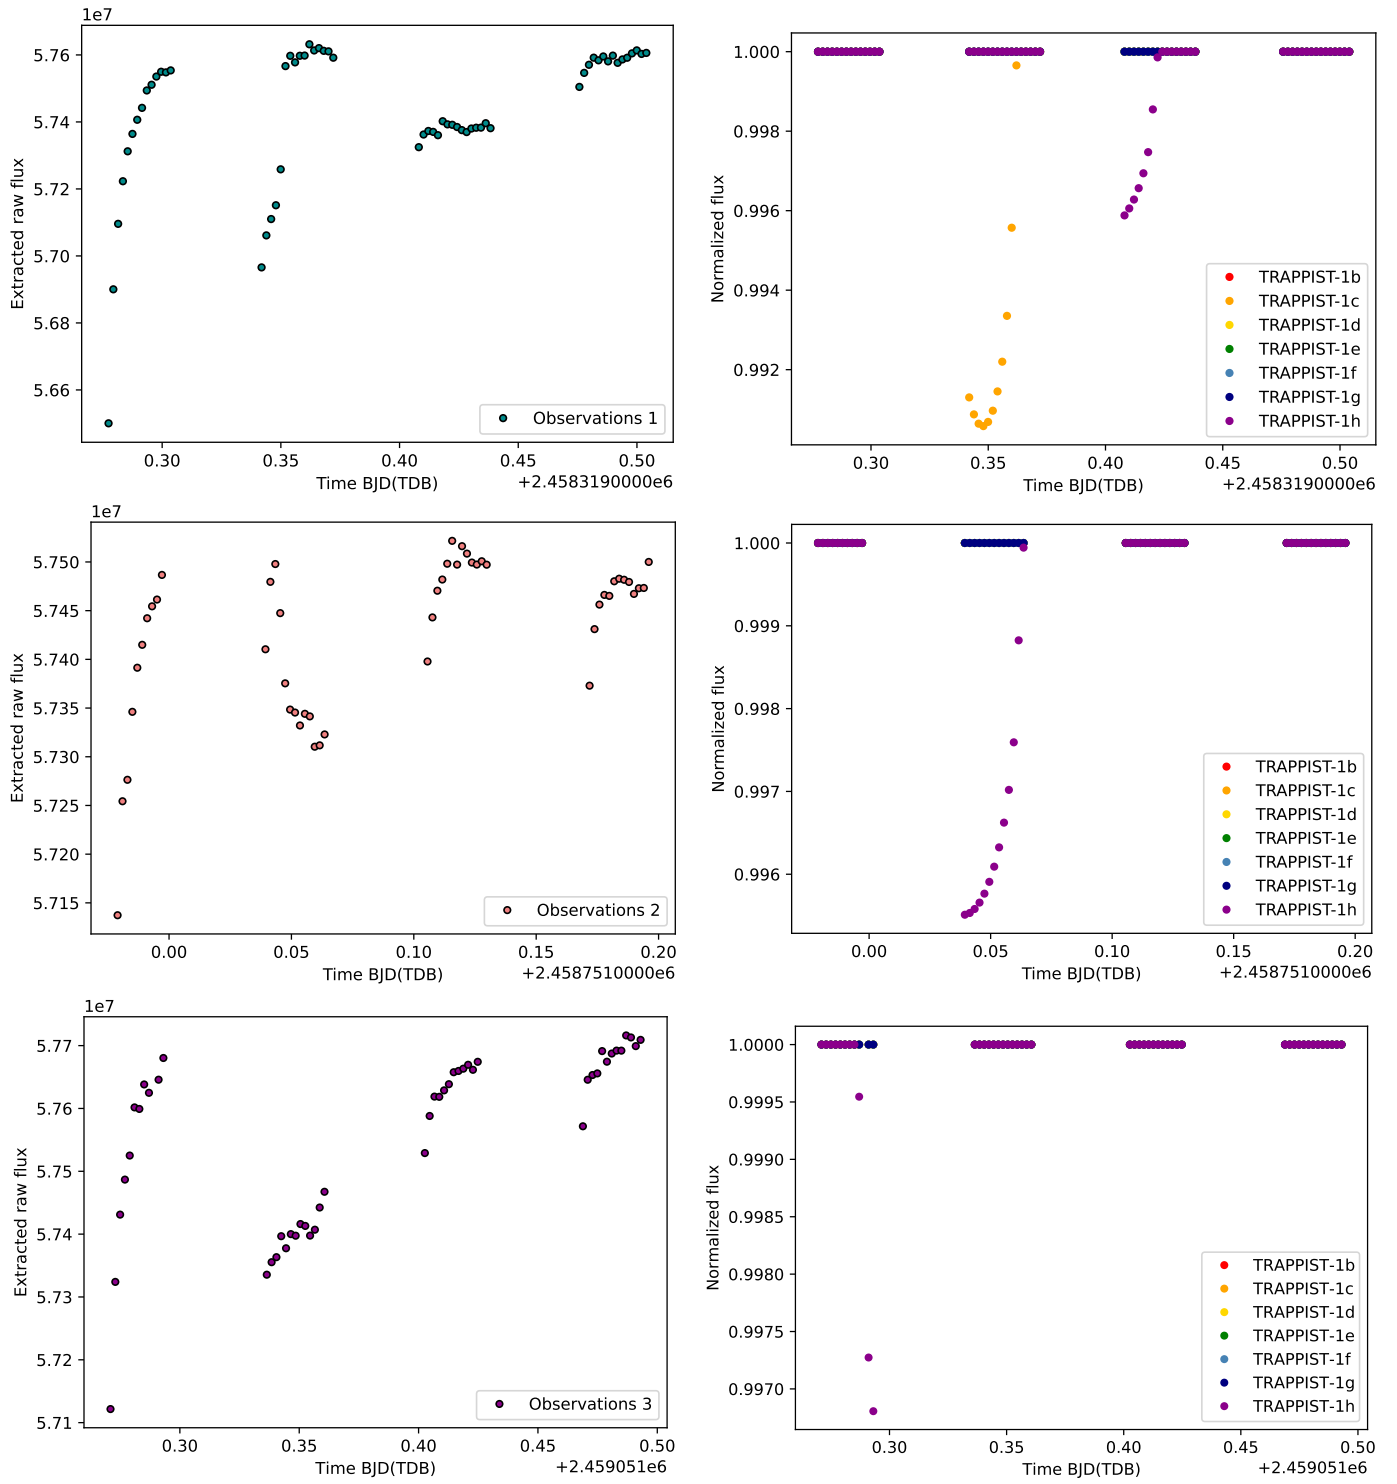 1e7
5.76
5.74
5.72
5.70
5.68
5.66
Extracted raw flux
Observations 1
0.30 0.35 0.40 0.45 0.50
Time BJD(TDB) +2.4583190000e6
1.000
0.998
0.996
0.994
0.992
Normalized flux
TRAPPIST-1b
TRAPPIST-1c
TRAPPIST-1d
TRAPPIST-1e
TRAPPIST-1f
TRAPPIST-1g
TRAPPIST-1h
0.30 0.35 0.40 0.45 0.50
Time BJD(TDB) +2.4583190000e6
1e7
5.750
5.745
5.740
5.735
5.730
5.725
5.720
5.715
Extracted raw flux
Observations 2
0.00 0.05 0.10 0.15 0.20
Time BJD(TDB) +2.4587510000e6
1.000
0.999
0.998
0.997
0.996
Normalized flux
TRAPPIST-1b
TRAPPIST-1c
TRAPPIST-1d
TRAPPIST-1e
TRAPPIST-1f
TRAPPIST-1g
TRAPPIST-1h
0.00 0.05 0.10 0.15 0.20
Time BJD(TDB) +2.4587510000e6
1e7
5.77
5.76
5.75
5.74
5.73
5.72
5.71
Extracted raw flux
Observations 3
0.30 0.35 0.40 0.45 0.50
Time BJD(TDB) +2.459051e6
1.0000
0.9995
0.9990
0.9985
0.9980
0.9975
0.9970
Normalized flux
TRAPPIST-1b
TRAPPIST-1c
TRAPPIST-1d
TRAPPIST-1e
TRAPPIST-1f
TRAPPIST-1g
TRAPPIST-1h
0.30 0.35 0.40 0.45 0.50
Time BJD(TDB) +2.459051e6